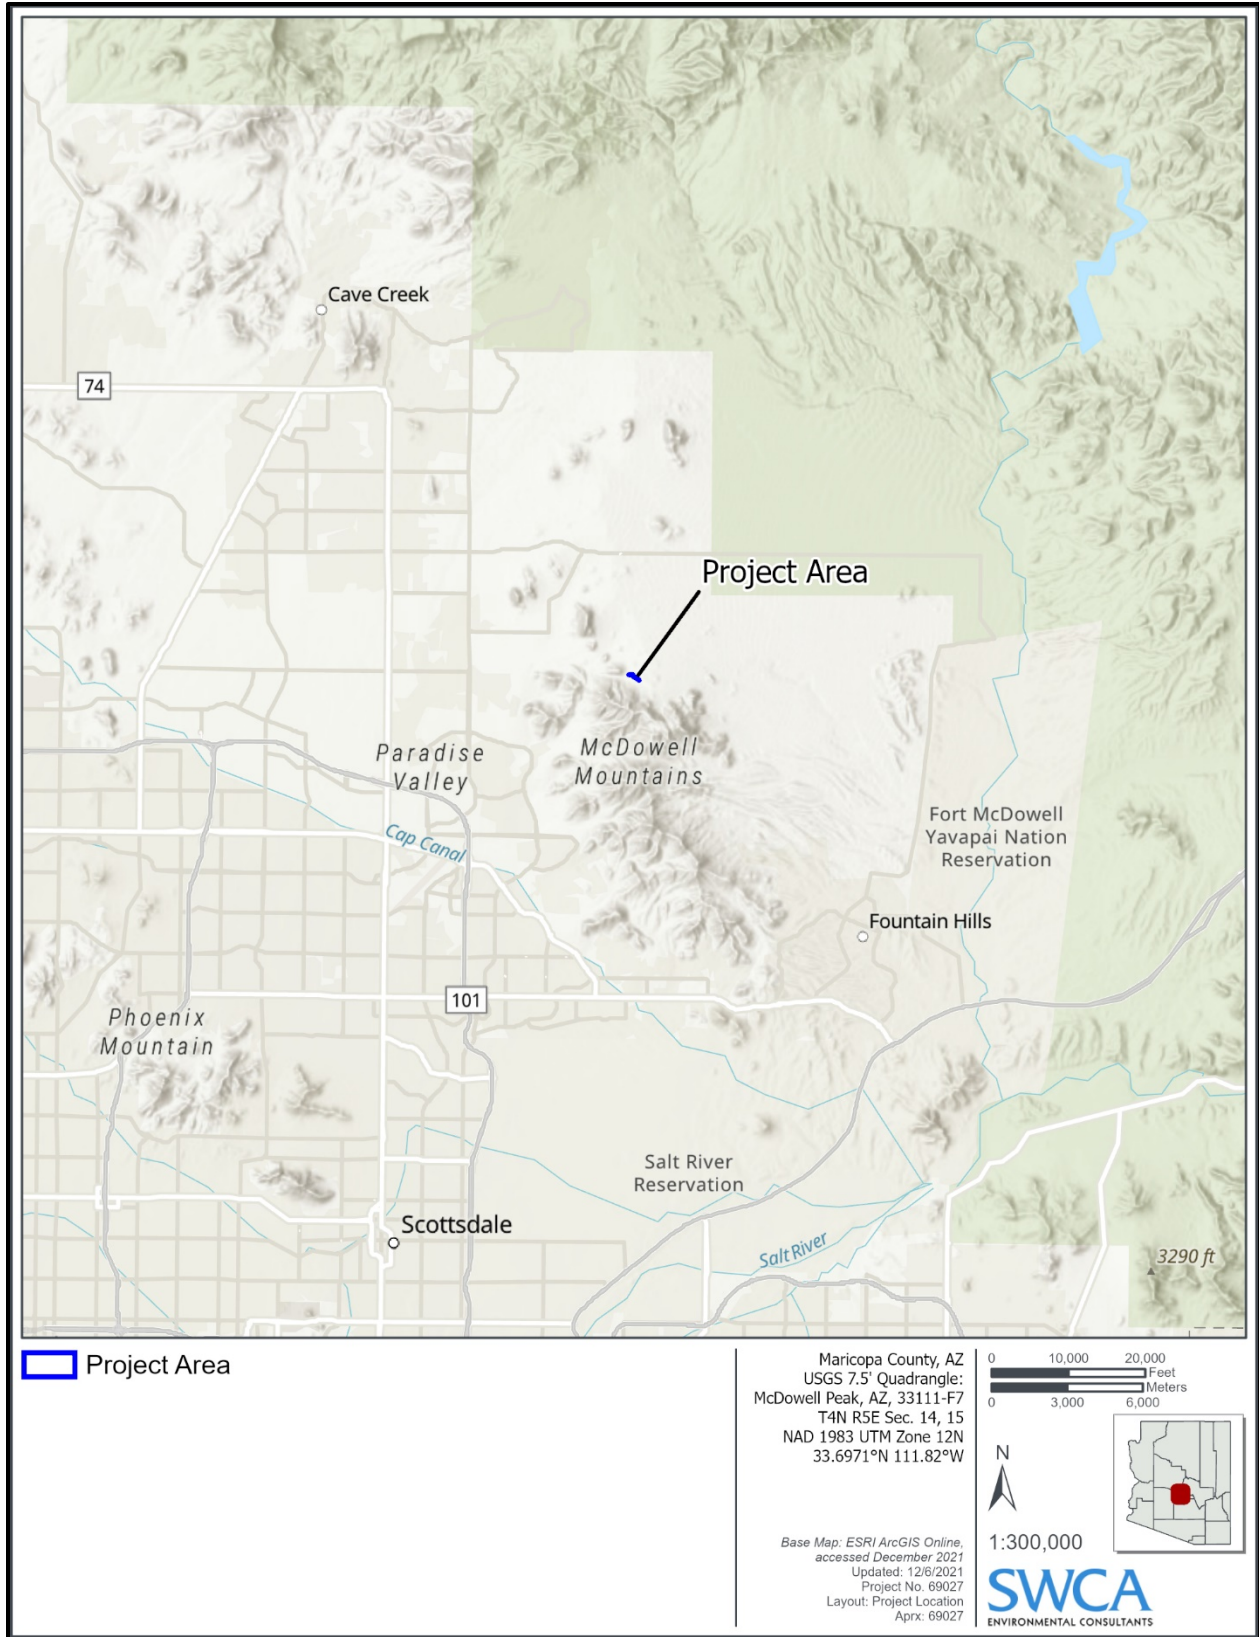 Cave Creek
74
Project Area
Paradise
Valley
McDowell
Mountains
Cap Canal
Fort McDowell
Yavapai Nation
Reservation
Fountain Hills
101
Phoenix
Mountain
Salt River
Reservation
Scottsdale
Salt River
3290 ft
Project Area
Maricopa County, AZ
USGS 7.5' Quadrangle:
McDowell Peak, AZ, 33111-F7
T4N R5E Sec. 14, 15
NAD 1983 UTM Zone 12N
33.6971°N 111.82°W
Base Map: ESRI ArcGIS Online,
accessed December 2021
Updated: 12/6/2021
Project No. 69027
Layout: Project Location
Aprx: 69027
0 10,000 20,000
Feet
Meters
0 3,000 6,000
N
1:300,000
SWCA
ENVIRONMENTAL CONSULTANTS